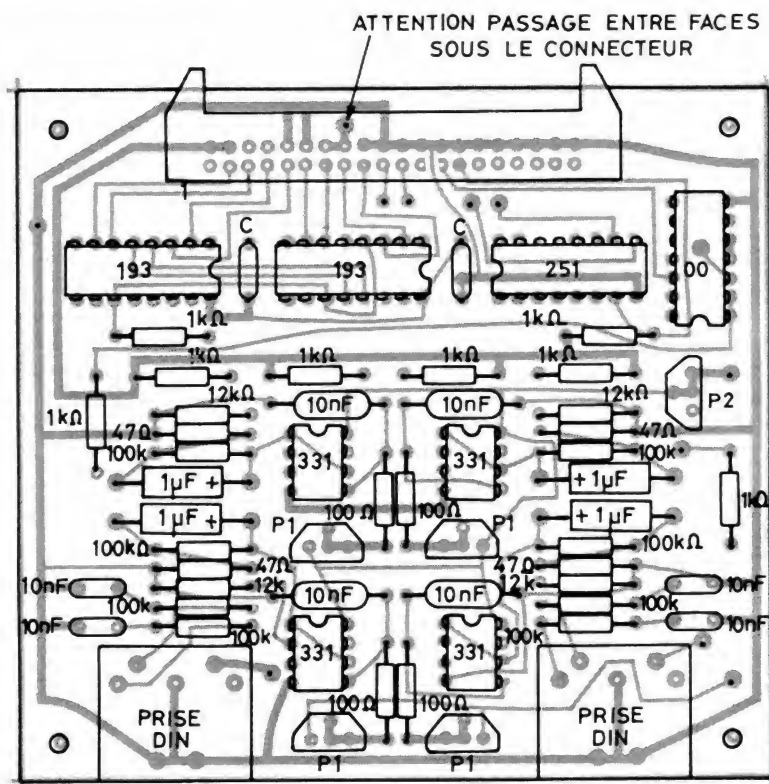 ATTENTION PASSAGE ENTRE FACES
SOUS LE CONNECTEUR
C C
193 193 251 00
1kΩ 1kΩ
1kΩ 1kΩ 1kΩ 1kΩ
12kΩ 10nF 10nF 12kΩ P2
1kΩ
47Ω 47Ω
100k 331 331 100k
1µF + + 1µF
1kΩ
100Ω 100Ω
1µF + + 1µF
P1 P1
100kΩ 100kΩ
47Ω 47Ω
10nF 12k 10nF 10nF 12k 10nF
100k 100k
10nF 100k 331 331 100k 10nF
100Ω 100Ω
PRISE PRISE
DIN DIN
P1 P1